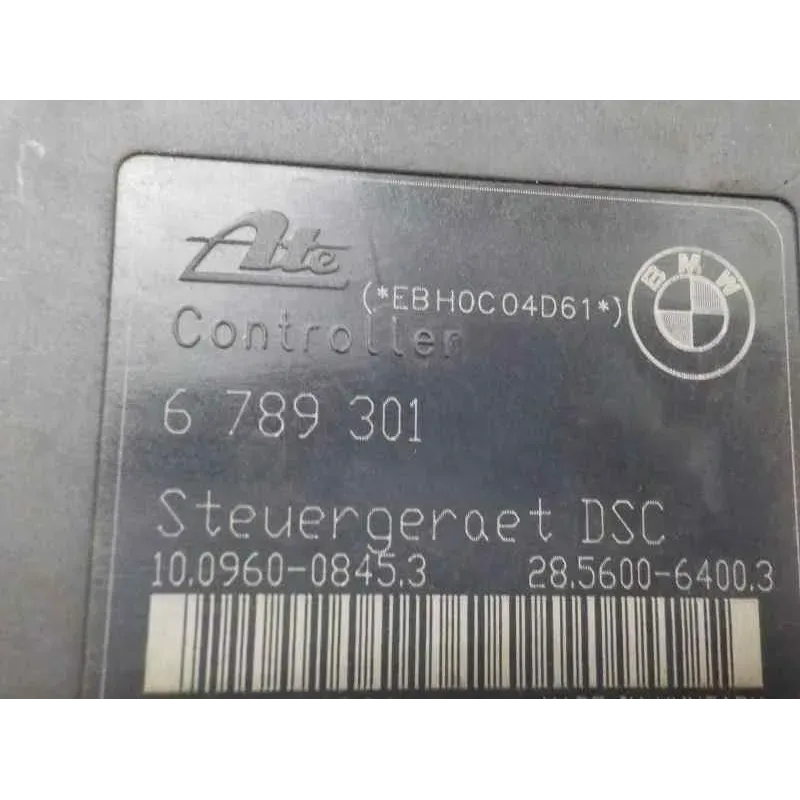 Ate
(*EBH0C04D61*)
BMW
Controller
6 789 301
Steuergeraet DSC
10.0960-0845.3 28.5600-6400.3